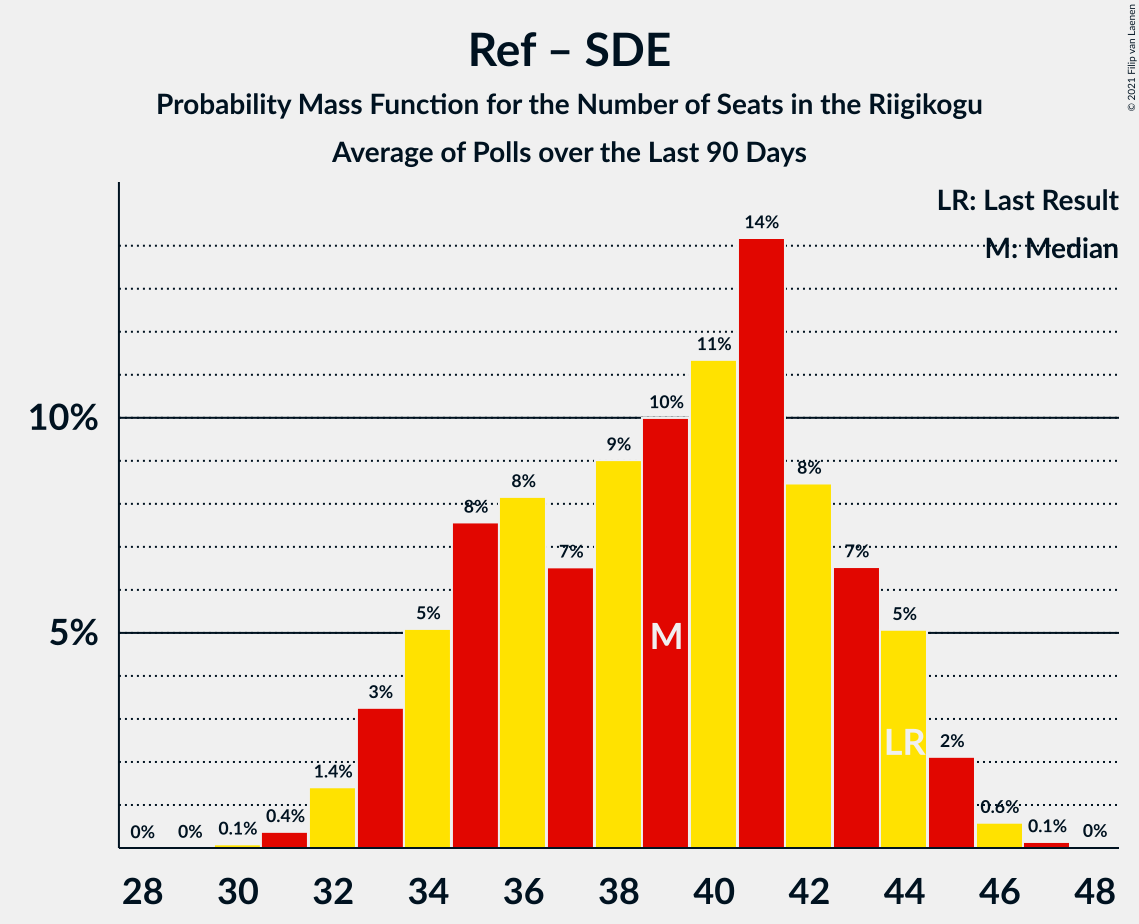 Ref – SDE
Probability Mass Function for the Number of Seats in the Riigikogu
Average of Polls over the Last 90 Days
© 2021 Filip van Laenen
LR: Last Result
M: Median
14%
11%
10%
10%
9%
8%
8%
8%
7%
7%
5%
5%
5%
M
3%
LR
2%
1.4%
0.6%
0.4%
0.1%
0.1%
0%
0%
0%
28 30 32 34 36 38 40 42 44 46 48